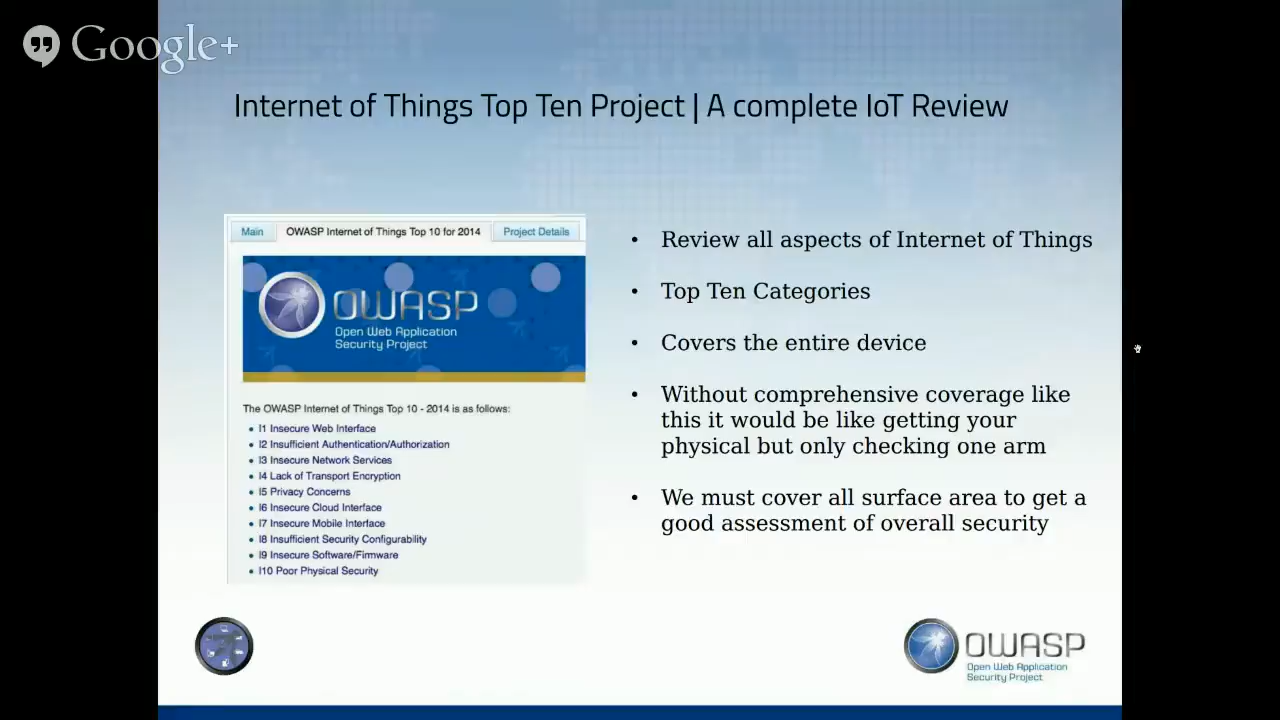 Google+
Internet of Things Top Ten Project | A complete IoT Review
Main
OWASP Internet of Things Top 10 for 2014
Project Details
OWASP
Open Web Application
Security Project
The OWASP Internet of Things Top 10 - 2014 is as follows:
• I1 Insecure Web Interface
• I2 Insufficient Authentication/Authorization
• I3 Insecure Network Services
• I4 Lack of Transport Encryption
• I5 Privacy Concerns
• I6 Insecure Cloud Interface
• I7 Insecure Mobile Interface
• I8 Insufficient Security Configurability
• I9 Insecure Software/Firmware
• I10 Poor Physical Security
• Review all aspects of Internet of Things
• Top Ten Categories
• Covers the entire device
• Without comprehensive coverage like
this it would be like getting your
physical but only checking one arm
• We must cover all surface area to get a
good assessment of overall security
OWASP
Open Web Application
Security Project